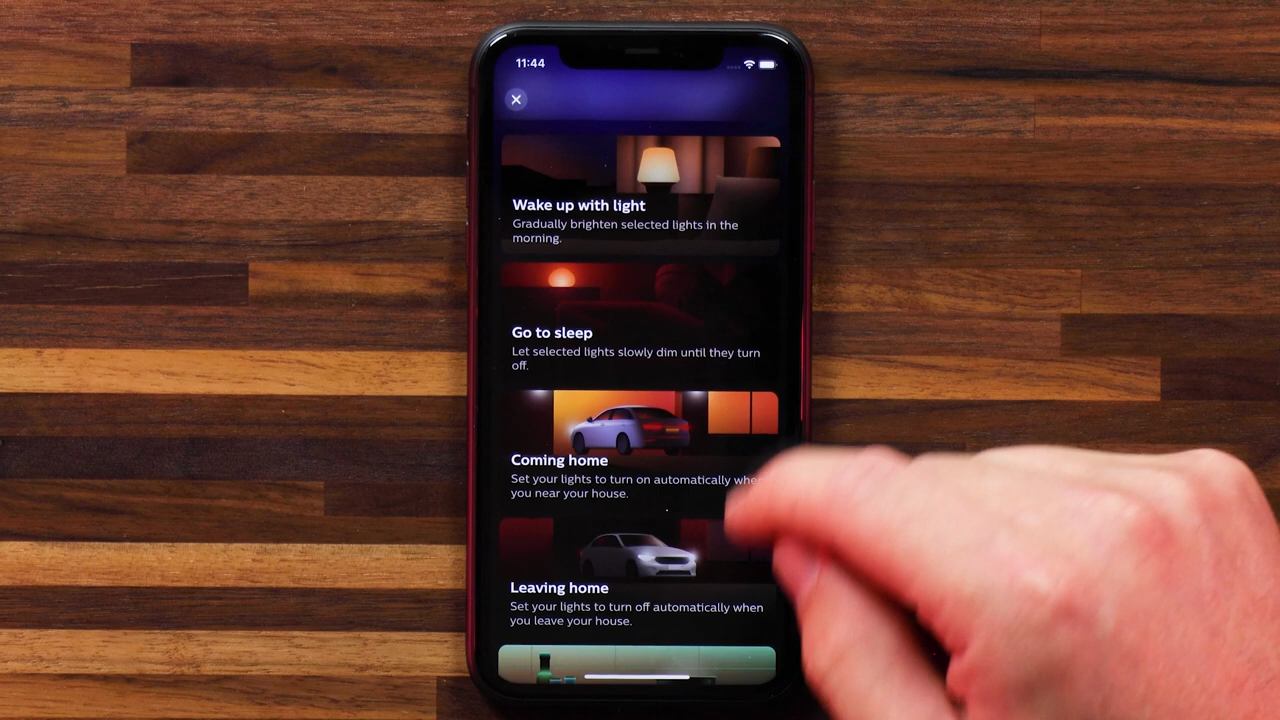 11:44
Wake up with light
Gradually brighten selected lights in the
morning.
Go to sleep
Let selected lights slowly dim until they turn
off.
Coming home
Set your lights to turn on automatically
you near your house.
Leaving home
Set your lights to turn off automatically when
you leave your house.